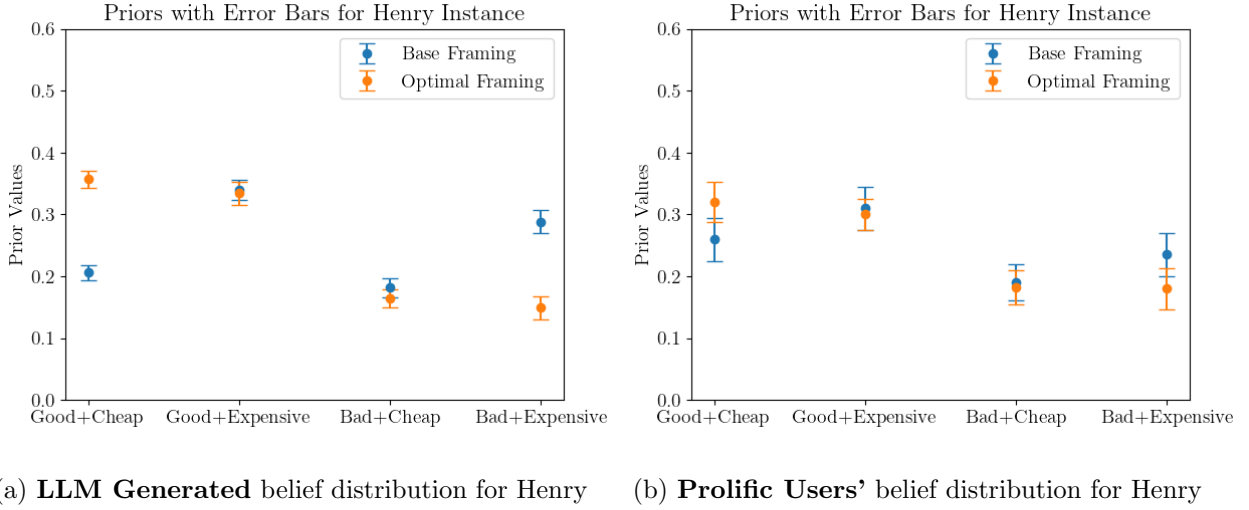 Priors with Error Bars for Henry Instance
0.6
0.5
0.4
0.3
0.2
0.1
0.0
Prior Values
Base Framing
Optimal Framing
Good+Cheap
Good+Expensive
Bad+Cheap
Bad+Expensive
(a) LLM Generated belief distribution for Henry
Priors with Error Bars for Henry Instance
0.6
0.5
0.4
0.3
0.2
0.1
0.0
Prior Values
Base Framing
Optimal Framing
Good+Cheap
Good+Expensive
Bad+Cheap
Bad+Expensive
(b) Prolific Users' belief distribution for Henry